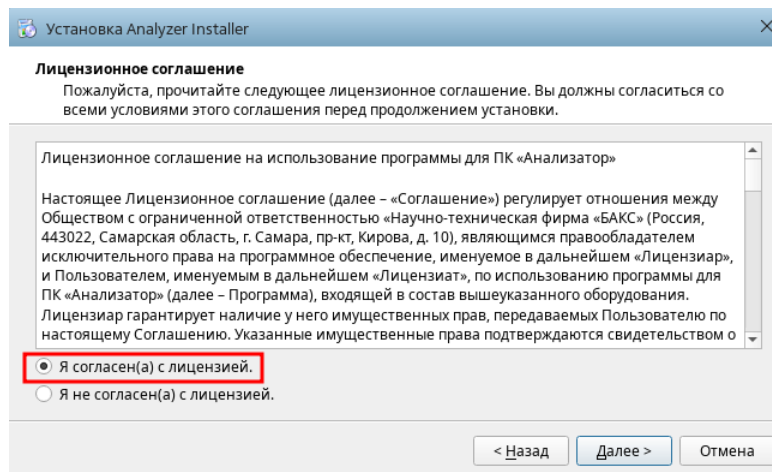 Установка Analyzer Installer
Лицензионное соглашение
Пожалуйста, прочитайте следующее лицензионное соглашение. Вы должны согласиться со
всеми условиями этого соглашения перед продолжением установки.
Лицензионное соглашение на использование программы для ПК «Анализатор»
Настоящее Лицензионное соглашение (далее – «Соглашение») регулирует отношения между
Обществом с ограниченной ответственностью «Научно-техническая фирма «БАКС» (Россия,
443022, Самарская область, г. Самара, пр-кт, Кирова, д. 10), являющимся правообладателем
исключительного права на программное обеспечение, именуемое в дальнейшем «Лицензиар»,
и Пользователем, именуемым в дальнейшем «Лицензиат», по использованию программы для
ПК «Анализатор» (далее – Программа), входящей в состав вышеуказанного оборудования.
Лицензиар гарантирует наличие у него имущественных прав, передаваемых Пользователю по
настоящему Соглашению. Указанные имущественные права подтверждаются свидетельством о
Я согласен(а) с лицензией.
Я не согласен(а) с лицензией.
< Назад Далее > Отмена